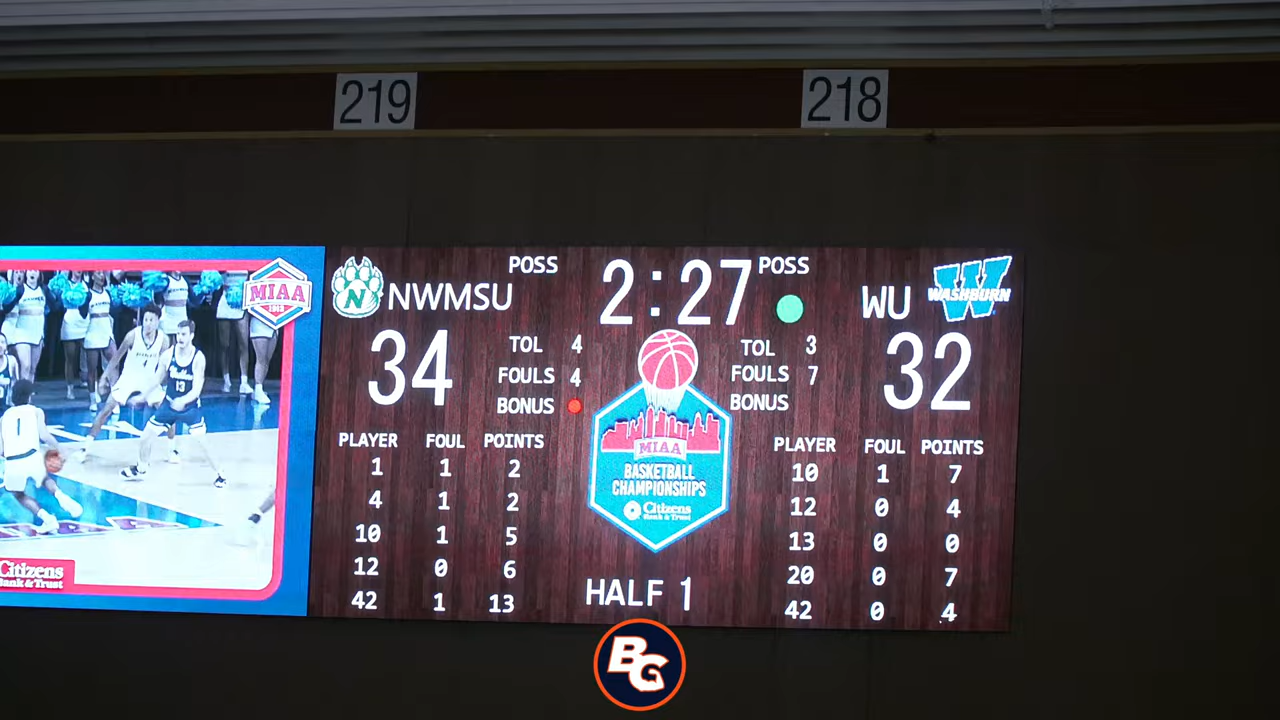 219
218
MIAA
1912
1
13
Citizens
Bank & Trust
POSS
2:27
POSS
N
NWMSU
WU
W
WASHBURN
34
TOL 4
FOULS 4
BONUS
TOL 3
FOULS 7
BONUS
32
PLAYER FOUL POINTS
1 1 2
4 1 2
10 1 5
12 0 6
42 1 13
MIAA
BASKETBALL
CHAMPIONSHIPS
Citizens
Bank & Trust
HALF 1
PLAYER FOUL POINTS
10 1 7
12 0 4
13 0 0
20 0 7
42 0 4
BG